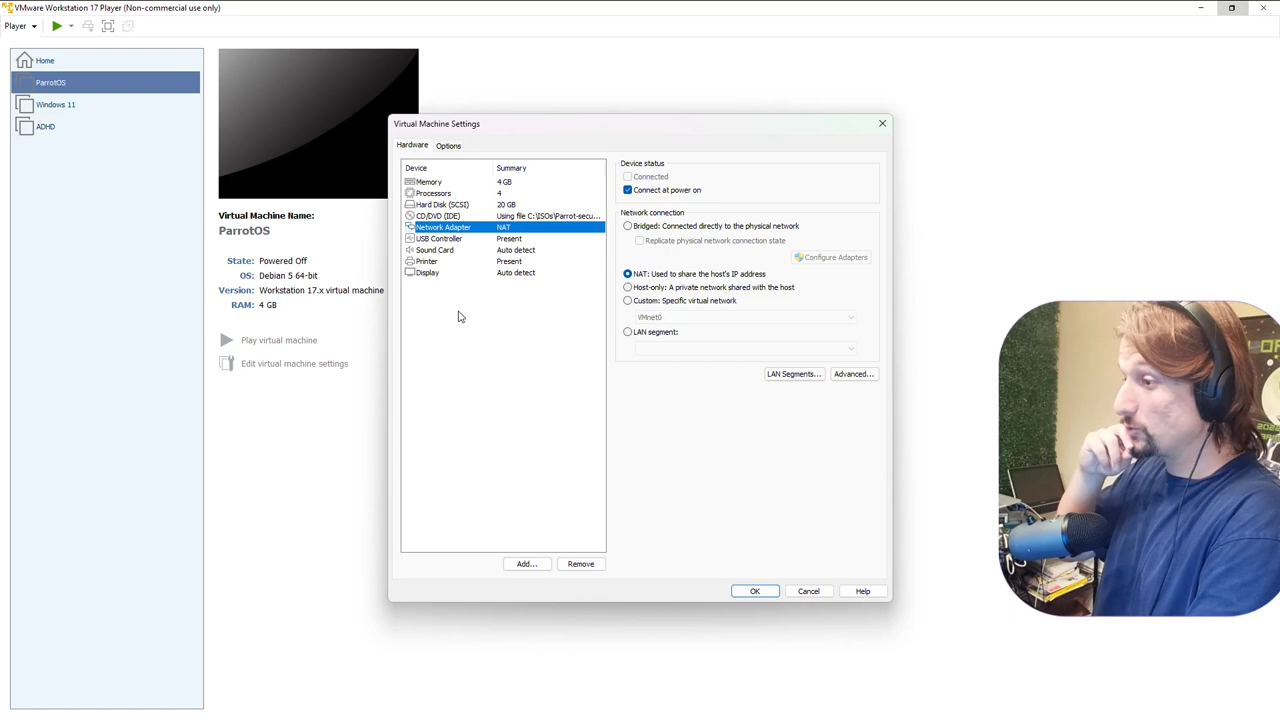 VMware Workstation 17 Player (Non-commercial use only)
Player
Home
ParrotOS
Windows 11
ADHD
Virtual Machine Name:
ParrotOS
State: Powered Off
OS: Debian 5 64-bit
Version: Workstation 17.x virtual machine
RAM: 4 GB
Play virtual machine
Edit virtual machine settings
Virtual Machine Settings
Hardware Options
Device Summary
Memory 4 GB
Processors 4
Hard Disk (SCSI) 20 GB
CD/DVD (IDE) Using file C:\ISOs\Parrot-secu...
Network Adapter NAT
USB Controller Present
Sound Card Auto detect
Printer Present
Display Auto detect
Add... Remove
Device status
Connected
Connect at power on
Network connection
Bridged: Connected directly to the physical network
Replicate physical network connection state
Configure Adapters
NAT: Used to share the host's IP address
Host-only: A private network shared with the host
Custom: Specific virtual network
VMnet0
LAN segment:
LAN Segments... Advanced...
OK Cancel Help